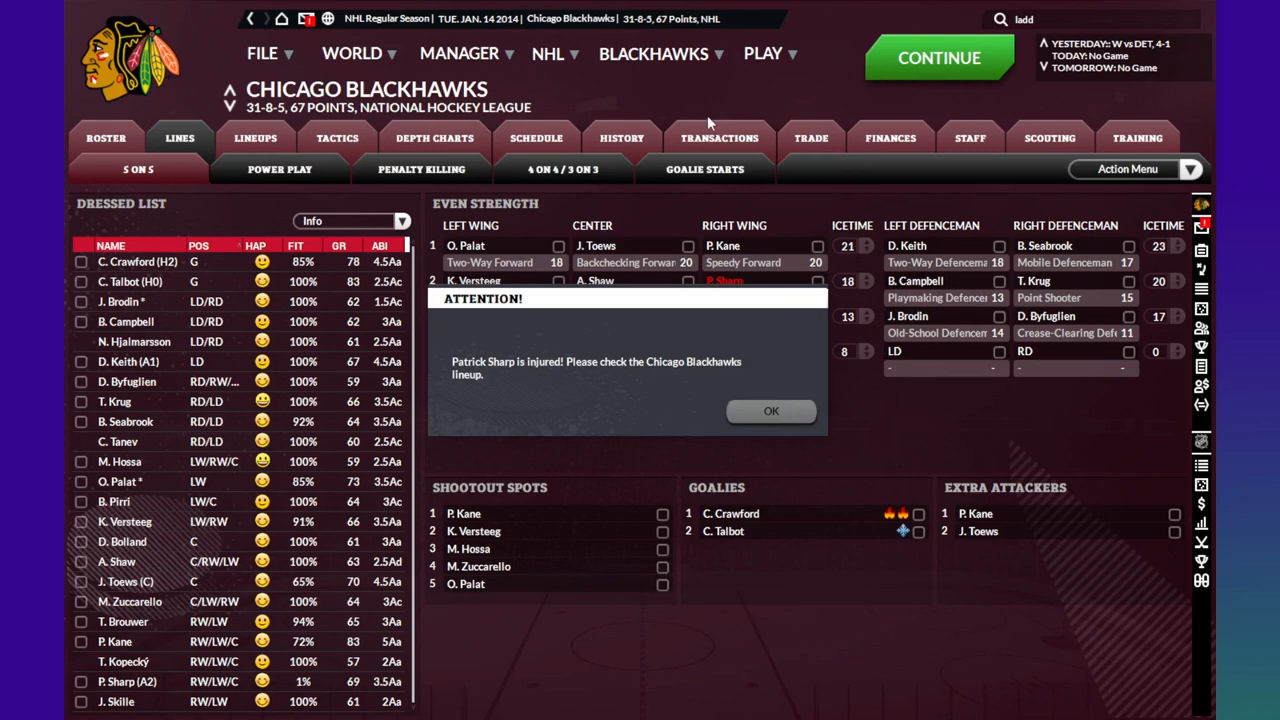 NHL Regular Season | TUE. JAN. 14 2014 | Chicago Blackhawks | 31-8-5, 67 Points, NHL
ladd
FILE WORLD MANAGER NHL BLACKHAWKS PLAY
CONTINUE
YESTERDAY:: W vs DET, 4-1
TODAY: No Game
TOMORROW: No Game
CHICAGO BLACKHAWKS
31-8-5, 67 POINTS, NATIONAL HOCKEY LEAGUE
ROSTER LINES LINEUPS TACTICS DEPTH CHARTS SCHEDULE HISTORY TRANSACTIONS TRADE FINANCES STAFF SCOUTING TRAINING
5 ON 5 POWER PLAY PENALTY KILLING 4 ON 4 / 3 ON 3 GOALIE STARTS
Action Menu
DRESSED LIST
Info
NAME POS HAP FIT GR ABI
C. Crawford (H2) G 85% 78 4.5Aa
C. Talbot (H0) G 100% 83 2.5Ac
J. Brodin * LD/RD 100% 62 1.5Ac
B. Campbell LD/RD 100% 62 3Aa
N. Hjalmarsson LD/RD 100% 61 2.5Aa
D. Keith (A1) LD 100% 67 4.5Aa
D. Byfuglien RD/RW/... 100% 59 3Aa
T. Krug RD/LD 100% 66 3.5Ac
B. Seabrook RD/LD 92% 64 3.5Aa
C. Tanev RD/LD 100% 60 2.5Ac
M. Hossa LW/RW/C 100% 59 2.5Aa
O. Palat * LW 85% 73 3.5Ac
B. Pirri LW/C 100% 64 3Ac
K. Versteeg LW/RW 91% 66 3.5Aa
D. Bolland C 100% 61 3Aa
A. Shaw C/RW/LW 100% 63 2.5Ad
J. Toews (C) C 65% 70 4.5Aa
M. Zuccarello C/LW/RW 100% 64 3Ac
T. Brouwer RW/LW 94% 65 3Aa
P. Kane RW/LW/C 72% 83 5Aa
T. Kopecký RW/LW/C 100% 57 2Aa
P. Sharp (A2) RW/LW/C 1% 69 3.5Aa
J. Skille RW/LW 100% 61 2Aa
EVEN STRENGTH
LEFT WING CENTER RIGHT WING ICETIME LEFT DEFENCEMAN RIGHT DEFENCEMAN ICETIME
1 O. Palat J. Toews P. Kane 21 D. Keith B. Seabrook 23
Two-Way Forward 18 Backchecking Forwar 20 Speedy Forward 20 Two-Way Defencema 18 Mobile Defenceman 17
2 K. Versteeg A. Shaw P. Sharp 18 B. Campbell T. Krug 20
Playmaking Defencer 13 Point Shooter 15
13 J. Brodin D. Byfuglien 17
Old-School Defencer 14 Crease-Clearing Defe 11
8 LD RD 0
- - - -
ATTENTION!
Patrick Sharp is injured! Please check the Chicago Blackhawks
lineup.
OK
SHOOTOUT SPOTS
1 P. Kane
2 K. Versteeg
3 M. Hossa
4 M. Zuccarello
5 O. Palat
GOALIES
1 C. Crawford
2 C. Talbot
EXTRA ATTACKERS
1 P. Kane
2 J. Toews